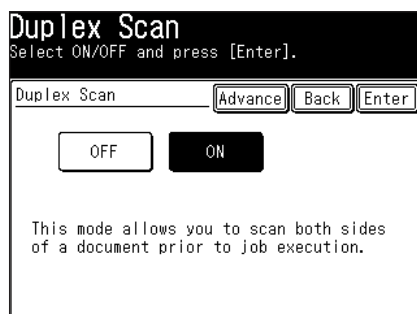 Duplex Scan
Select ON/OFF and press [Enter].
Duplex Scan Advance Back Enter
OFF ON
This mode allows you to scan both sides
of a document prior to job execution.